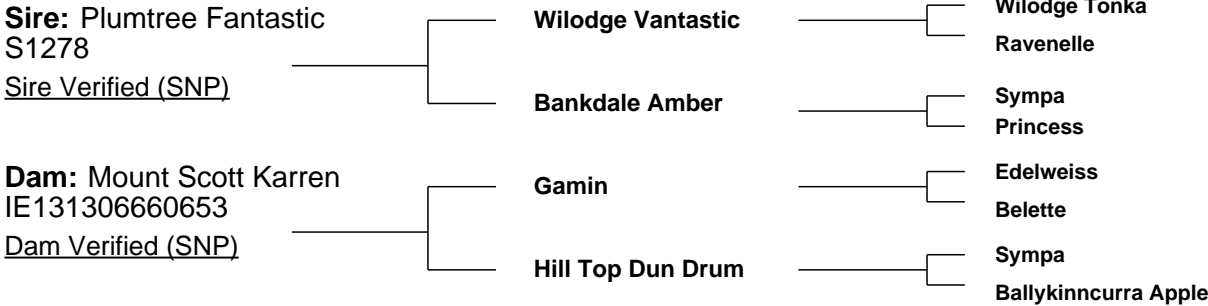 Sire: Plumtree Fantastic
S1278
Sire Verified (SNP)
Wilodge Vantastic
Bankdale Amber
Wilodge Tonka
Ravenelle
Sympa
Princess
Dam: Mount Scott Karren
IE131306660653
Dam Verified (SNP)
Gamin
Hill Top Dun Drum
Edelweiss
Belette
Sympa
Ballykinncurra Apple